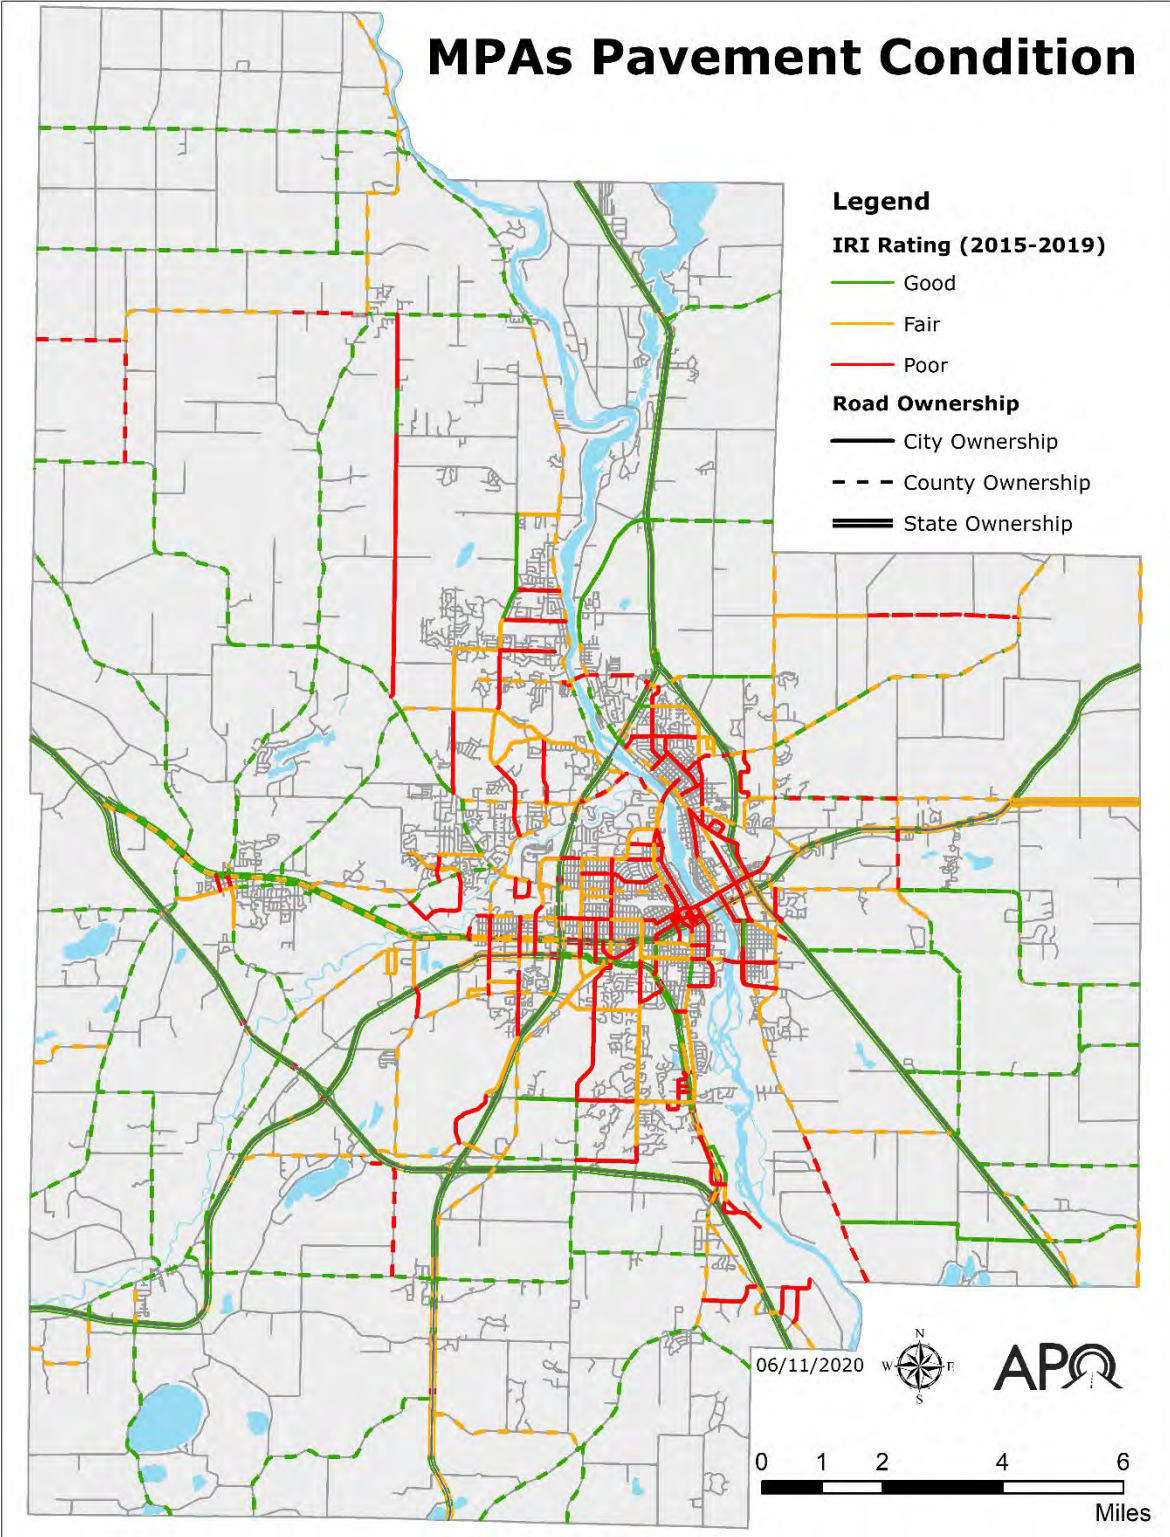 MPAs Pavement Condition
Legend
IRI Rating (2015-2019)
Good
Fair
Poor
Road Ownership
City Ownership
County Ownership
State Ownership
06/11/2020
N
W E
S
APO
0 1 2 4 6
Miles